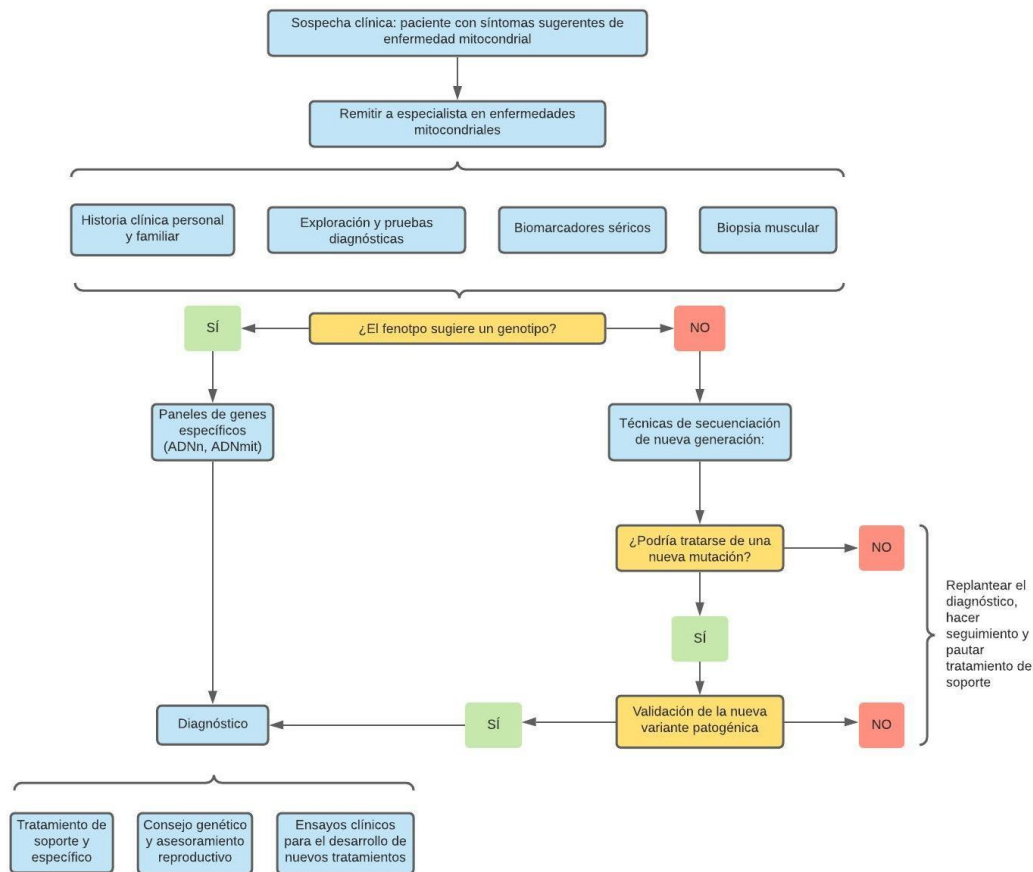 Sospecha clínica: paciente con síntomas sugerentes de
enfermedad mitocondrial
Remitir a especialista en enfermedades
mitocondriales
Historia clínica personal
y familiar
Exploración y pruebas
diagnósticas
Biomarcadores séricos
Biopsia muscular
SÍ
¿El fenotpo sugiere un genotipo?
NO
Paneles de genes
específicos
(ADNn, ADNmit)
Técnicas de secuenciación
de nueva generación:
¿Podría tratarse de una
nueva mutación?
NO
SÍ
Replantear el
diagnóstico,
hacer
seguimiento y
pautar
tratamiento de
soporte
Diagnóstico
SÍ
Validación de la nueva
variante patogénica
NO
Tratamiento de
soporte y
específico
Consejo genético
y asesoramiento
reproductivo
Ensayos clínicos
para el desarrollo de
nuevos tratamientos